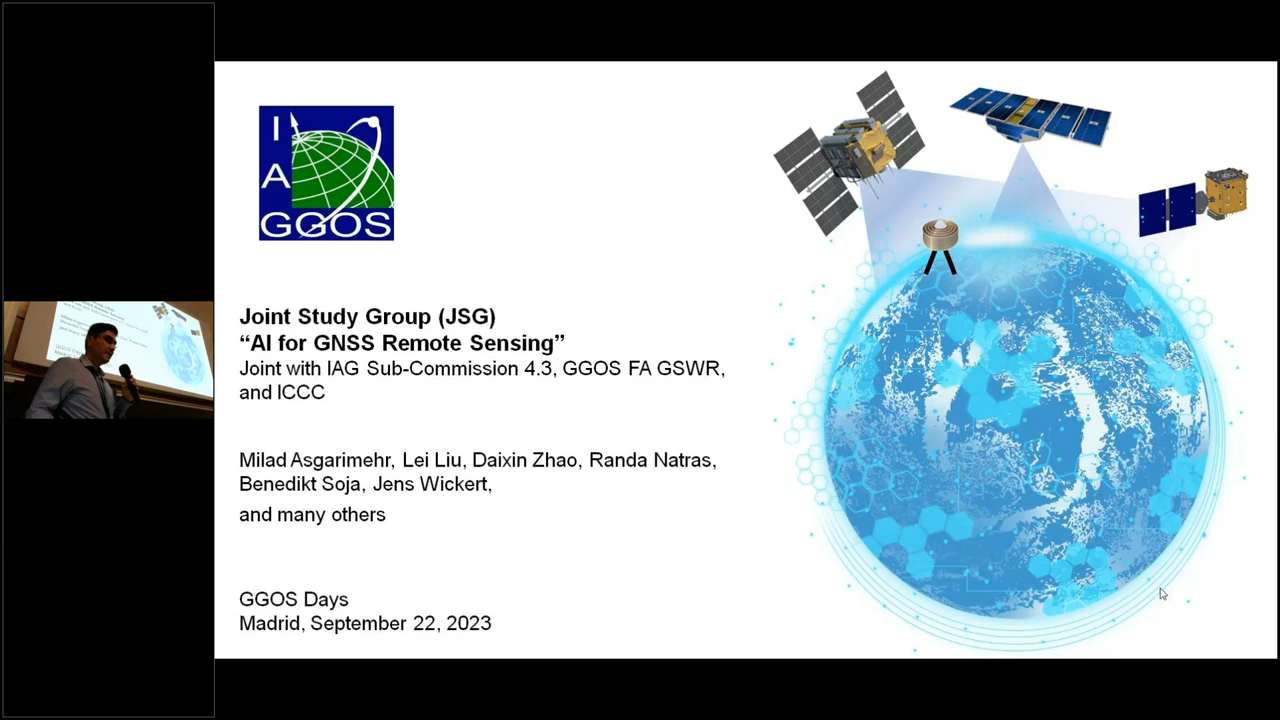 I
A
GGOS
Joint Study Group (JSG)
“AI for GNSS Remote Sensing”
Joint with IAG Sub-Commission 4.3, GGOS FA GSWR,
and ICCC
Milad Asgarimehr, Lei Liu, Daixin Zhao, Randa Natras,
Benedikt Soja, Jens Wickert,
and many others
GGOS Days
Madrid, September 22, 2023